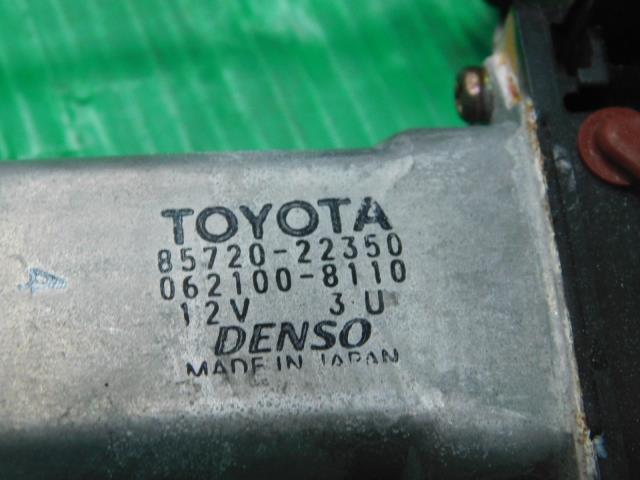 TOYOTA
85720-22350
062100-8110
12V 3U
DENSO
MADE IN JAPAN